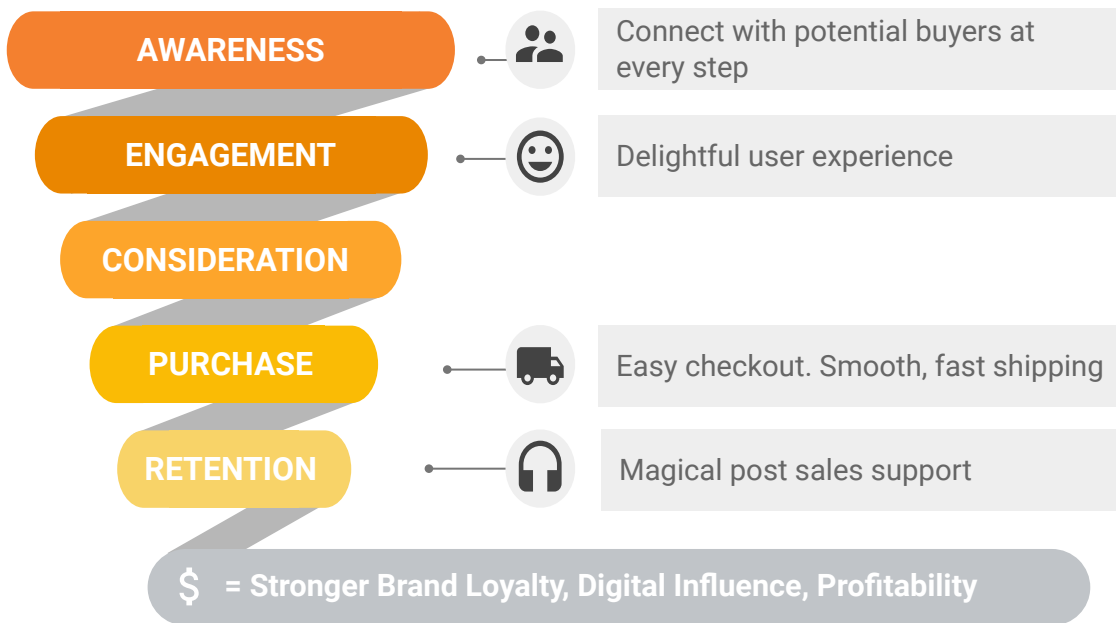 AWARENESS
Connect with potential buyers at
every step
ENGAGEMENT
Delightful user experience
CONSIDERATION
PURCHASE
Easy checkout. Smooth, fast shipping
RETENTION
Magical post sales support
$ = Stronger Brand Loyalty, Digital Influence, Profitability